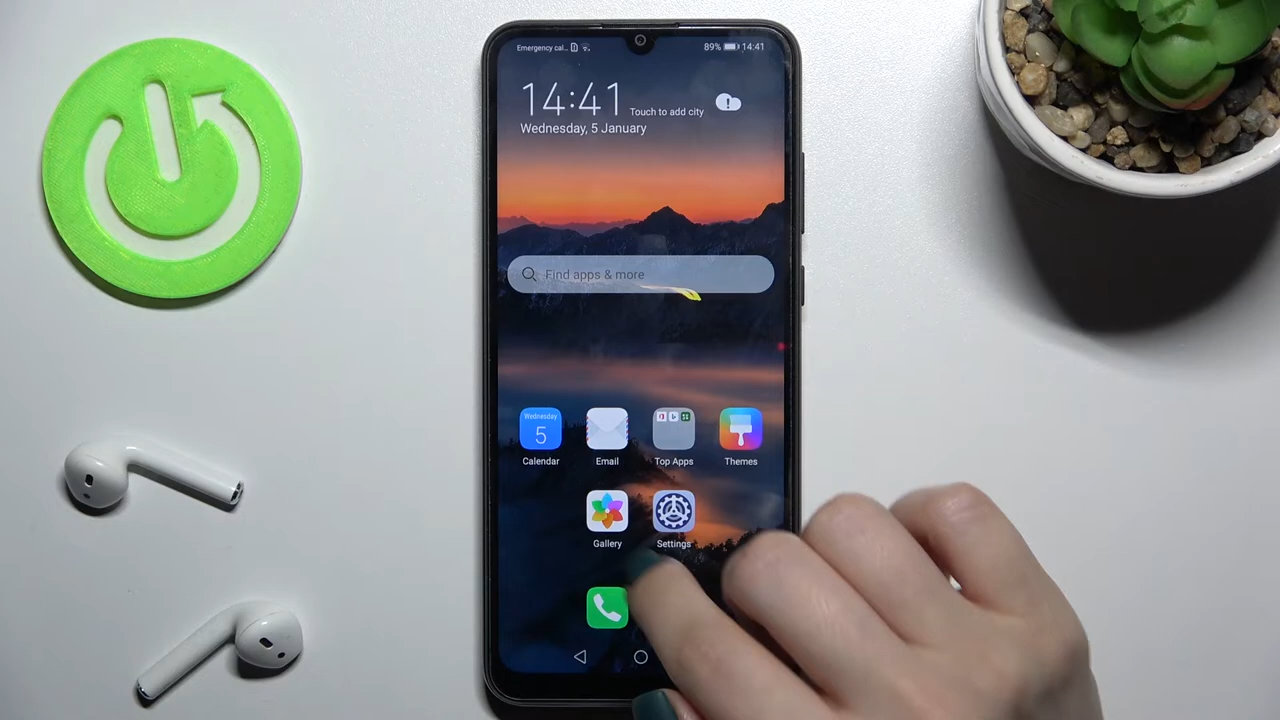 Emergency cal...
89% 14:41
14:41 Touch to add city
Wednesday, 5 January
Find apps & more
Wednesday
5
Calendar Email Top Apps Themes
Gallery Settings